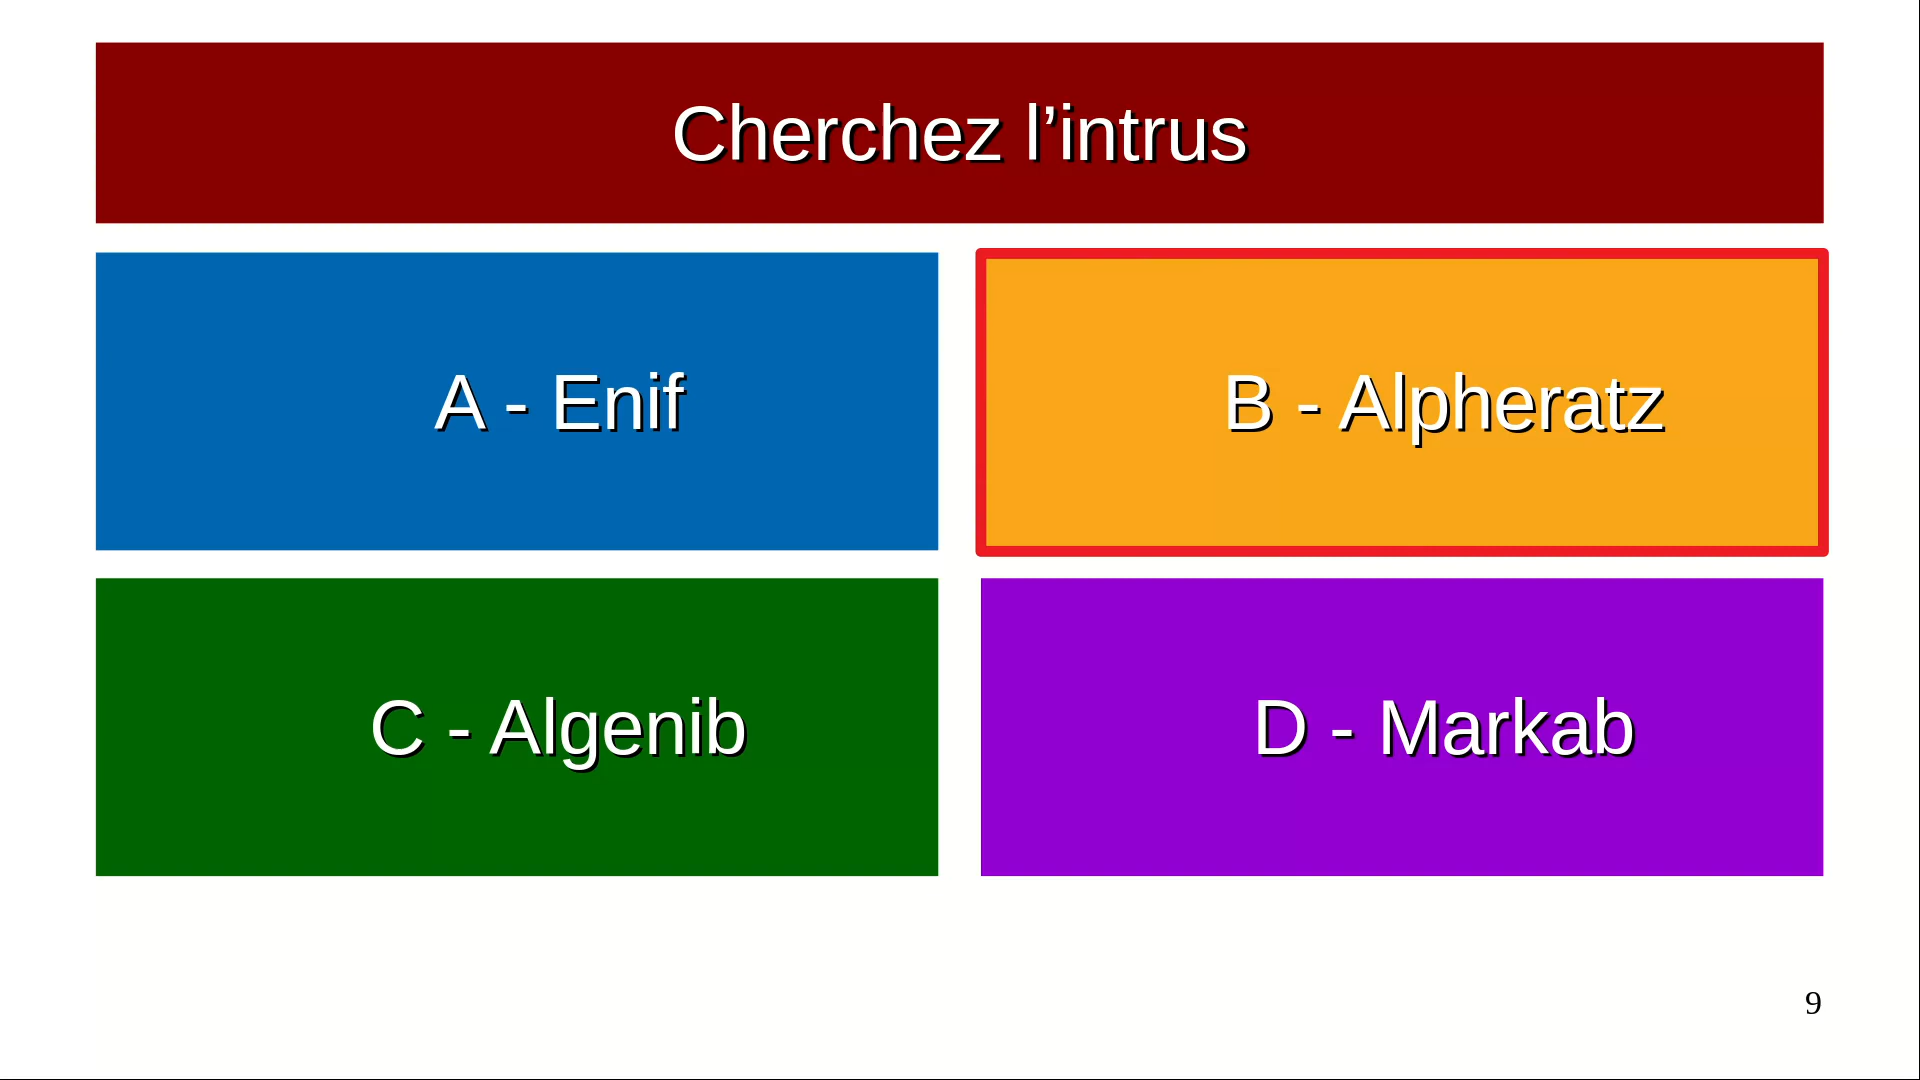 Cherchez l’intrus
A - Enif
B - Alpheratz
C - Algenib
D - Markab
9